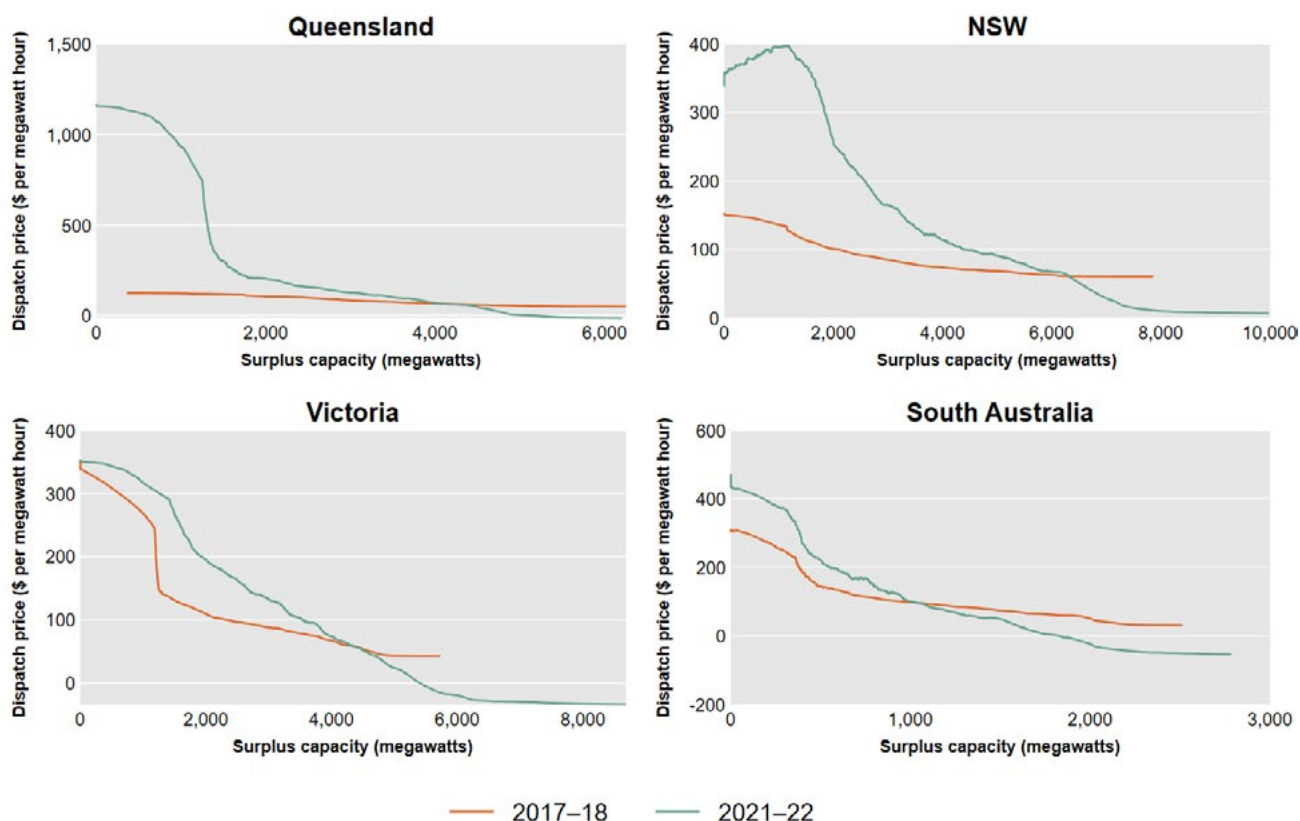 Queensland
Dispatch price ($ per megawatt hour)
1,500
1,000
500
0
0 2,000 4,000 6,000
Surplus capacity (megawatts)
NSW
Dispatch price ($ per megawatt hour)
400
300
200
100
0
0 2,000 4,000 6,000 8,000 10,000
Surplus capacity (megawatts)
Victoria
Dispatch price ($ per megawatt hour)
400
300
200
100
0
0 2,000 4,000 6,000 8,000
Surplus capacity (megawatts)
South Australia
Dispatch price ($ per megawatt hour)
600
400
200
0
-200
0 1,000 2,000 3,000
Surplus capacity (megawatts)
2017–18 2021–22